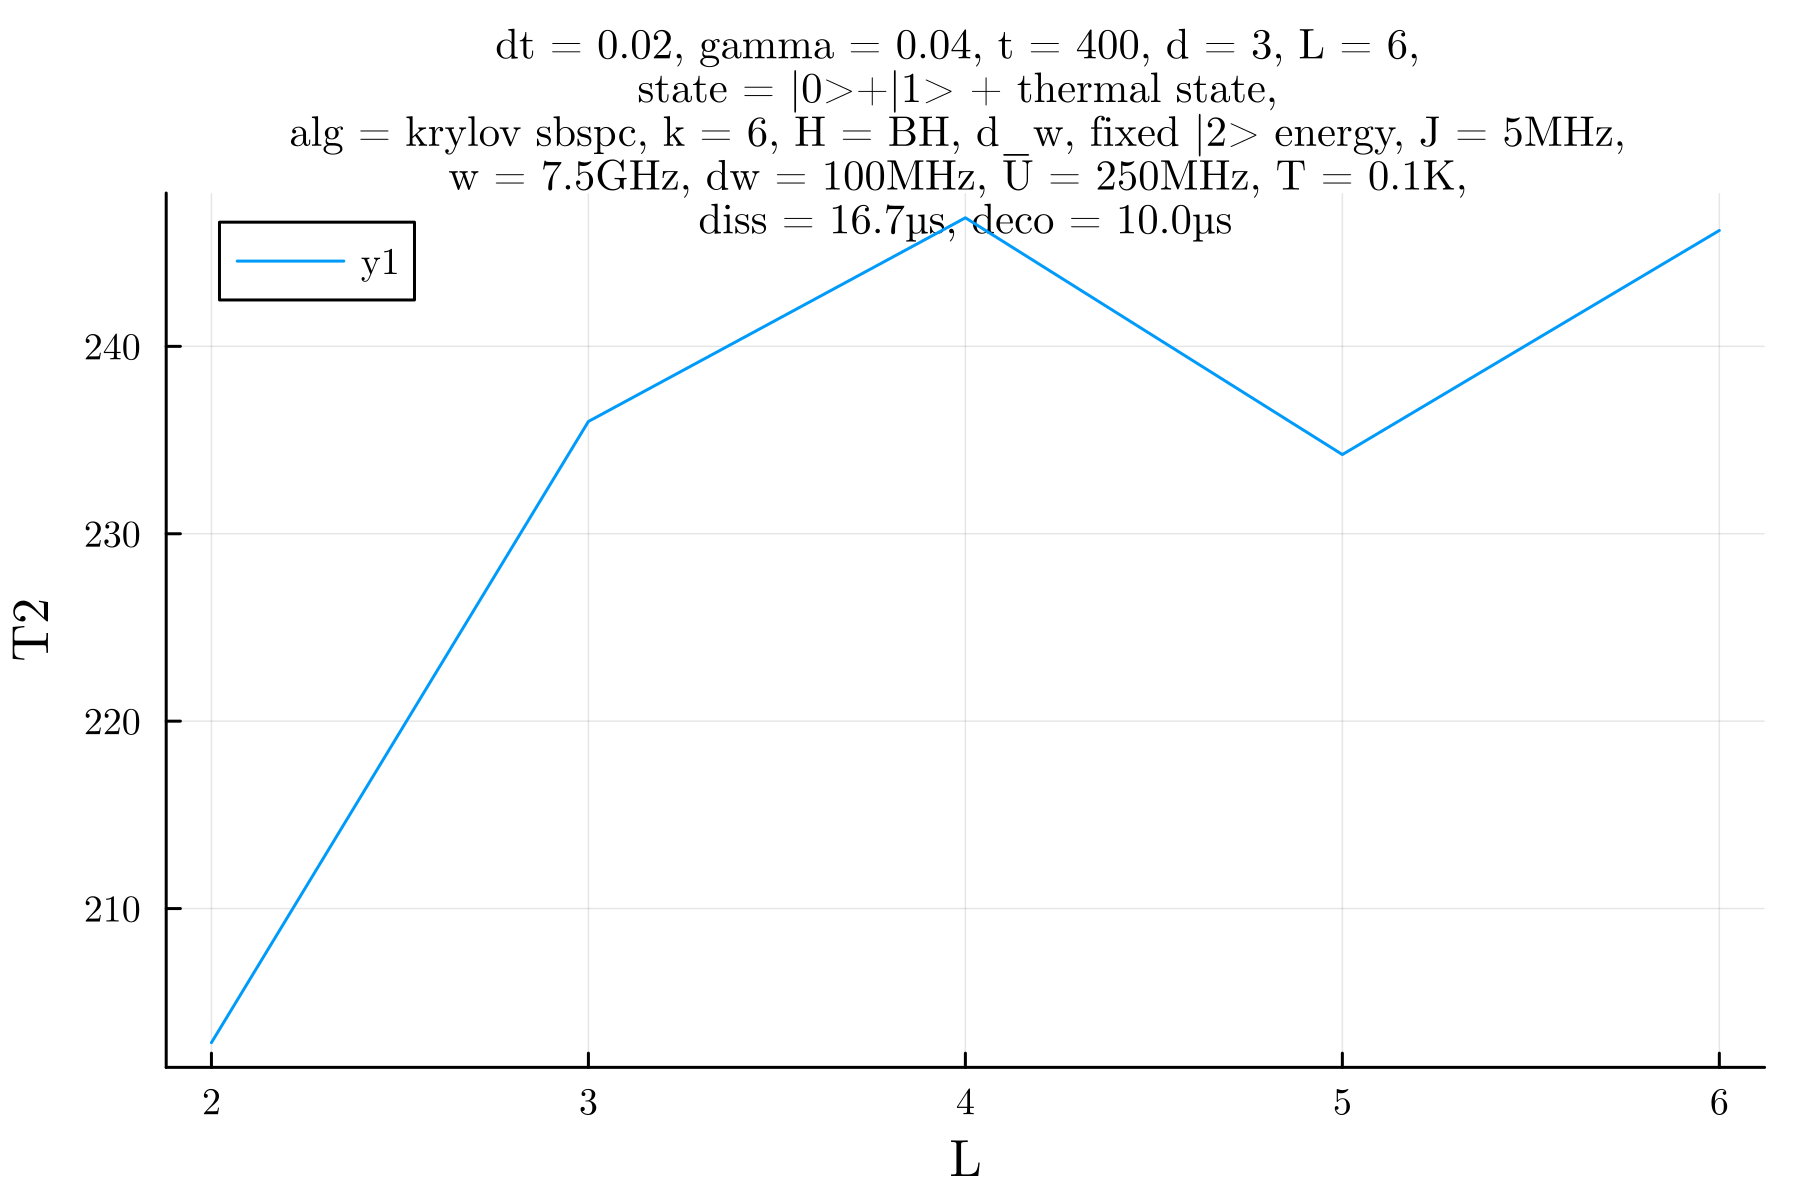 dt = 0.02, gamma = 0.04, t = 400, d = 3, L = 6,
state = |0>+|1> + thermal state,
alg = krylov sbspc, k = 6, H = BH, d_w, fixed |2> energy, J = 5MHz,
w = 7.5GHz, dw = 100MHz, U = 250MHz, T = 0.1K,
diss = 16.7µs, deco = 10.0µs
y1
240
230
220
210
T2
2 3 4 5 6
L